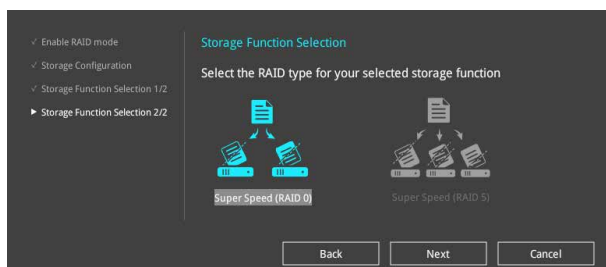 ✓ Enable RAID mode
✓ Storage Configuration
✓ Storage Function Selection 1/2
▶ Storage Function Selection 2/2
Storage Function Selection
Select the RAID type for your selected storage function
Super Speed (RAID 0)
Super Speed (RAID 5)
Back
Next
Cancel